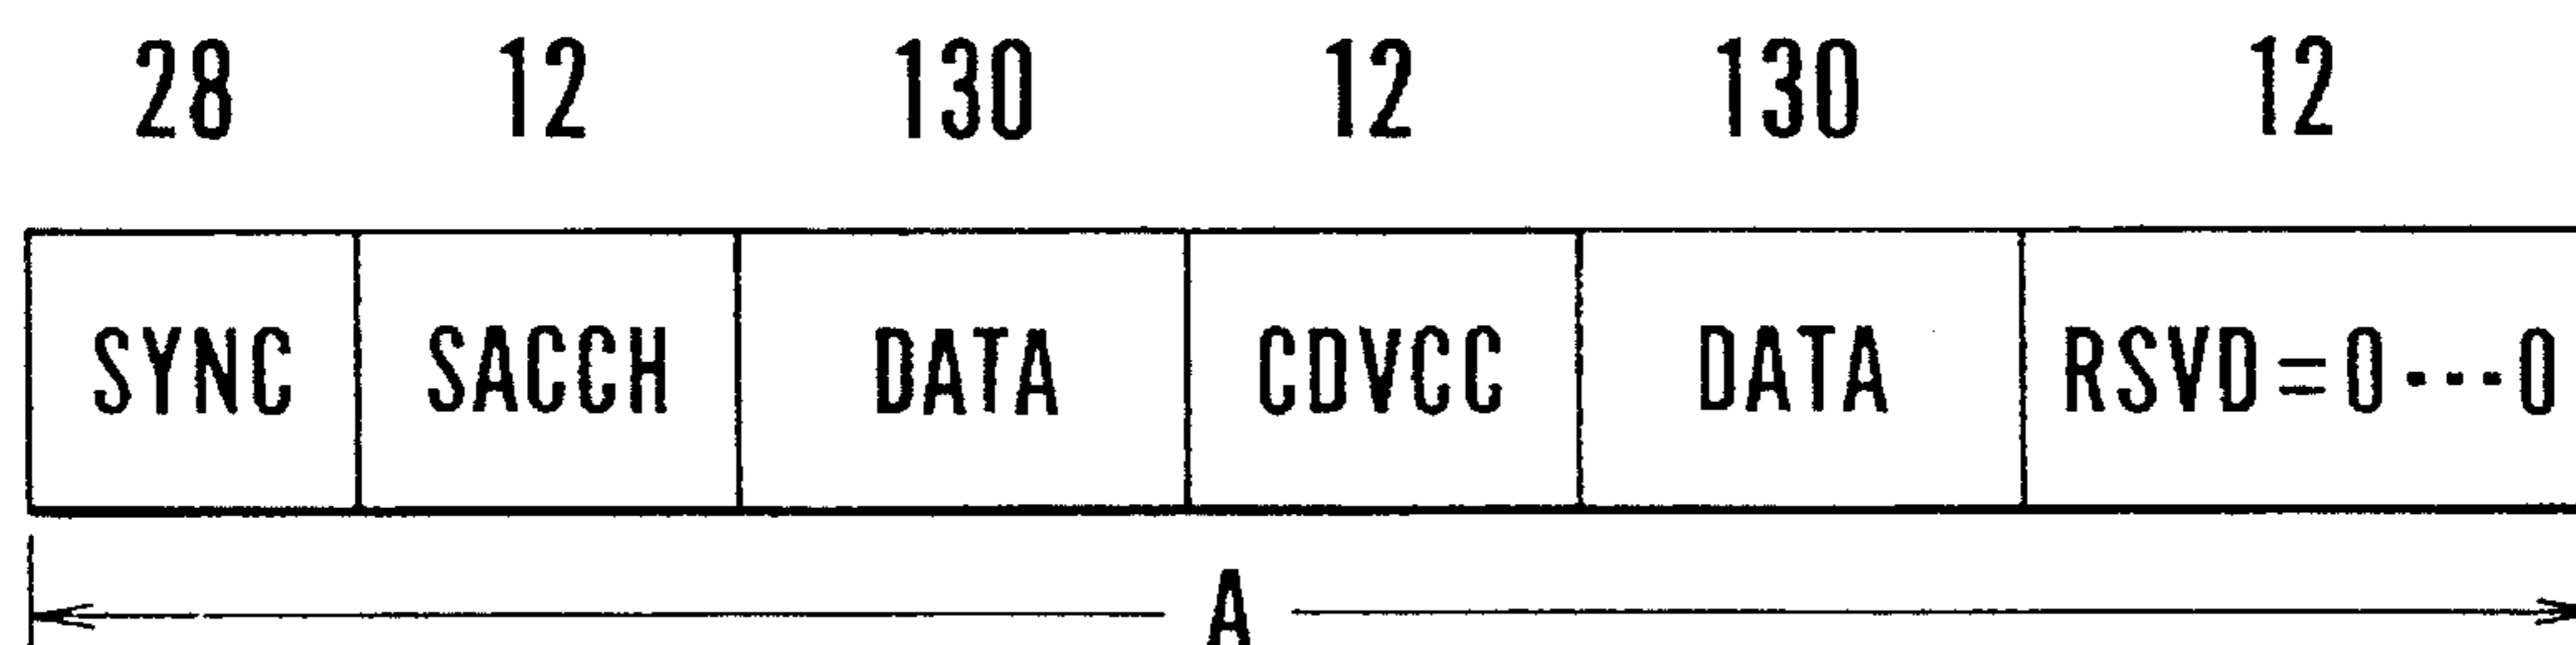 28 12 130 12 130 12
SYNC SACCH DATA CDVCC DATA RSVD=0---0
A